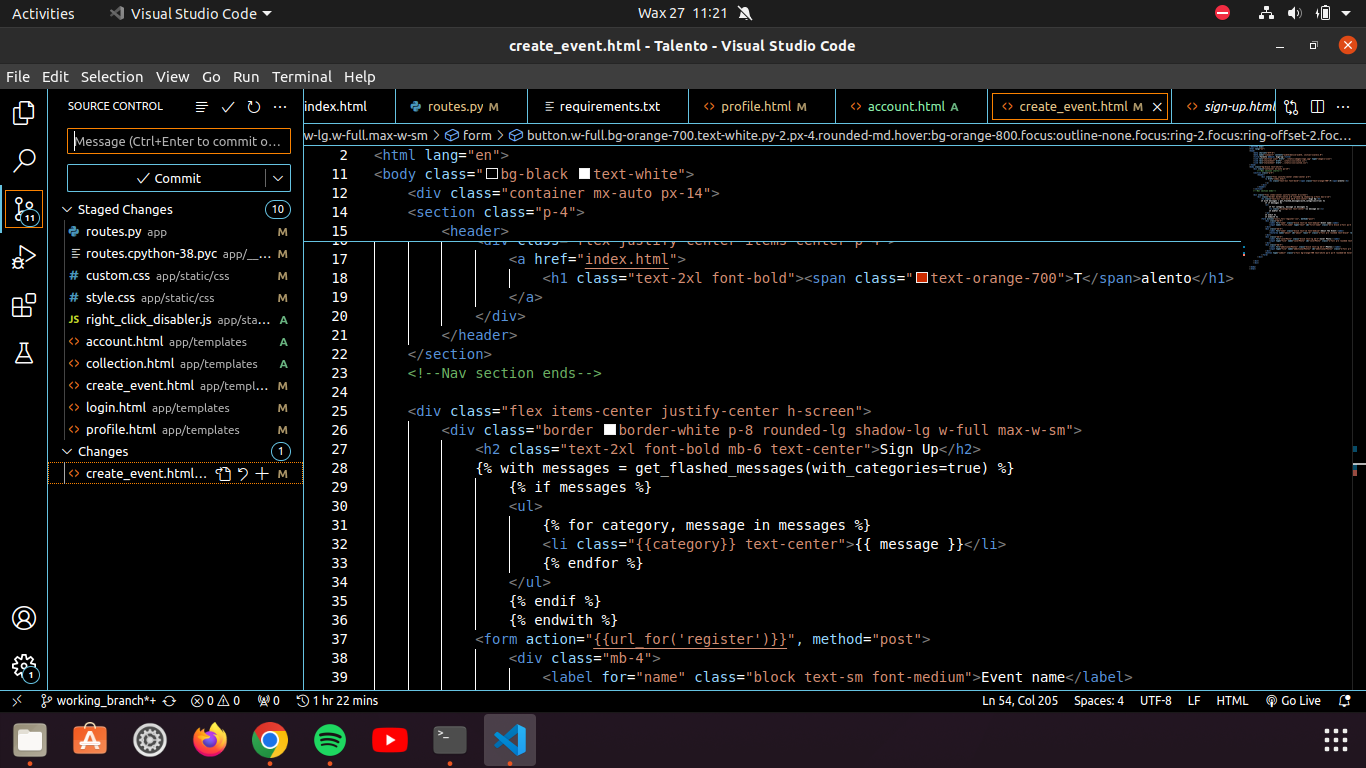 Activities
Visual Studio Code
Wax 27 11:21
create_event.html - Talento - Visual Studio Code
File Edit Selection View Go Run Terminal Help
SOURCE CONTROL
Message (Ctrl+Enter to commit o...
Commit
Staged Changes 10
routes.py app M
routes.cpython-38.pyc app/__... M
custom.css app/static/css M
style.css app/static/css M
right_click_disabler.js app/sta... A
account.html app/templates A
collection.html app/templates A
create_event.html app/templ... M
login.html app/templates M
profile.html app/templates M
Changes 1
create_event.html... M
11
1
index.html
routes.py M
requirements.txt
profile.html M
account.html A
create_event.html M
sign-up.html
w-lg.w-full.max-w-sm > form > button.w-full.bg-orange-700.text-white.py-2.px-4.rounded-md.hover:bg-orange-800.focus:outline-none.focus:ring-2.focus:ring-offset-2.foc...
2 <html lang="en">
11 <body class="bg-black text-white">
12 <div class="container mx-auto px-14">
14 <section class="p-4">
15 <header>
16 <div class="flex justify-center items-center p-4">
17 <a href="index.html">
18 <h1 class="text-2xl font-bold"><span class="text-orange-700">T</span>alento</h1>
19 </a>
20 </div>
21 </header>
22 </section>
23 <!--Nav section ends-->
24
25 <div class="flex items-center justify-center h-screen">
26 <div class="border border-white p-8 rounded-lg shadow-lg w-full max-w-sm">
27 <h2 class="text-2xl font-bold mb-6 text-center">Sign Up</h2>
28 {% with messages = get_flashed_messages(with_categories=true) %}
29 {% if messages %}
30 <ul>
31 {% for category, message in messages %}
32 <li class="{{category}} text-center">{{ message }}</li>
33 {% endfor %}
34 </ul>
35 {% endif %}
36 {% endwith %}
37 <form action="{{url_for('register')}}", method="post">
38 <div class="mb-4">
39 <label for="name" class="block text-sm font-medium">Event name</label>
working_branch*+ 0 0 0 1 hr 22 mins
Ln 54, Col 205 Spaces: 4 UTF-8 LF HTML Go Live